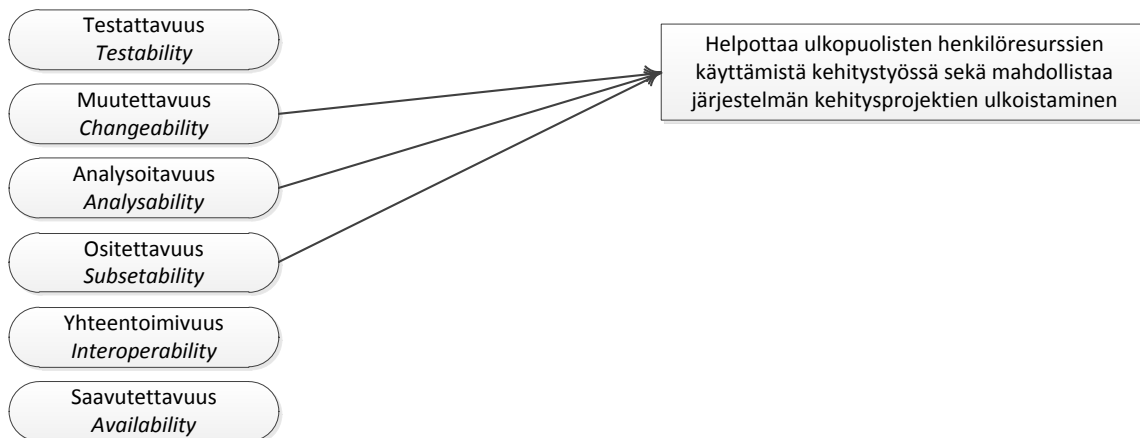 Testattavuus
Testability
Muutettavuus
Changeability
Analysoitavuus
Analysability
Ositettavuus
Subsetability
Yhteentoimivuus
Interoperability
Saavutettavuus
Availability
Helpottaa ulkopuolisten henkilöresurssien
käyttämistä kehitystyössä sekä mahdollistaa
järjestelmän kehitysprojektien ulkoistaminen